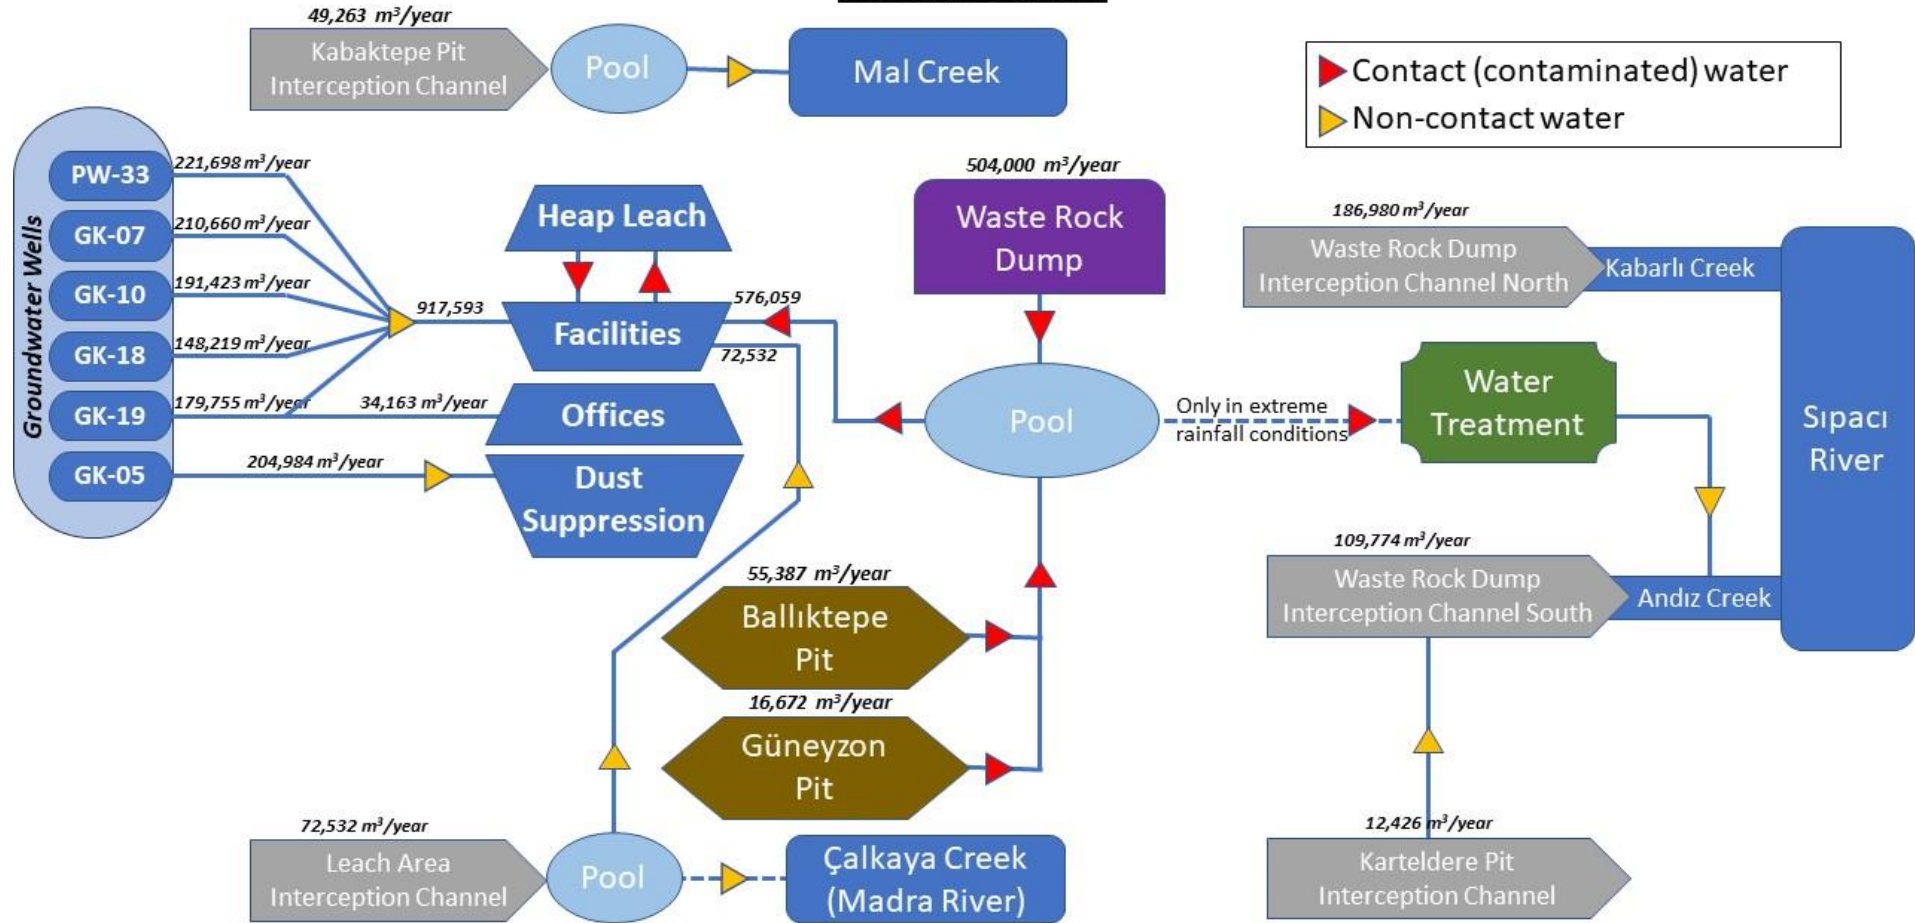 49,263 m³/year
Kabaktepe Pit
Interception Channel
Pool
Mal Creek
Contact (contaminated) water
Non-contact water
Groundwater Wells
PW-33
221,698 m³/year
GK-07
210,660 m³/year
GK-10
191,423 m³/year
GK-18
148,219 m³/year
GK-19
179,755 m³/year
34,163 m³/year
GK-05
204,984 m³/year
917,593
Heap Leach
Facilities
576,059
72,532
Offices
Dust
Suppression
504,000 m³/year
Waste Rock
Dump
Pool
Only in extreme
rainfall conditions
Water
Treatment
186,980 m³/year
Waste Rock Dump
Interception Channel North
Kabarlı Creek
Sıpacı
River
109,774 m³/year
Waste Rock Dump
Interception Channel South
Andız Creek
55,387 m³/year
Ballıktepe
Pit
16,672 m³/year
Güneyzon
Pit
72,532 m³/year
Leach Area
Interception Channel
Pool
Çalkaya Creek
(Madra River)
12,426 m³/year
Karteldere Pit
Interception Channel